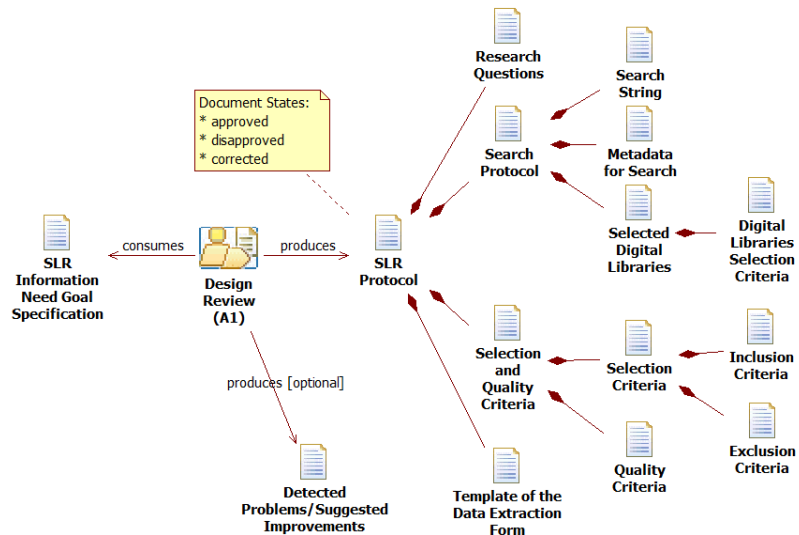 Research
Questions
Search
String
Document States:
* approved
* disapproved
* corrected
Search
Protocol
Metadata
for Search
Selected
Digital
Libraries
Digital
Libraries
Selection
Criteria
consumes
produces
SLR
Information
Need Goal
Specification
Design
Review
(A1)
SLR
Protocol
Selection
and
Quality
Criteria
Selection
Criteria
Inclusion
Criteria
produces [optional]
Exclusion
Criteria
Quality
Criteria
Detected
Problems/Suggested
Improvements
Template of the
Data Extraction
Form